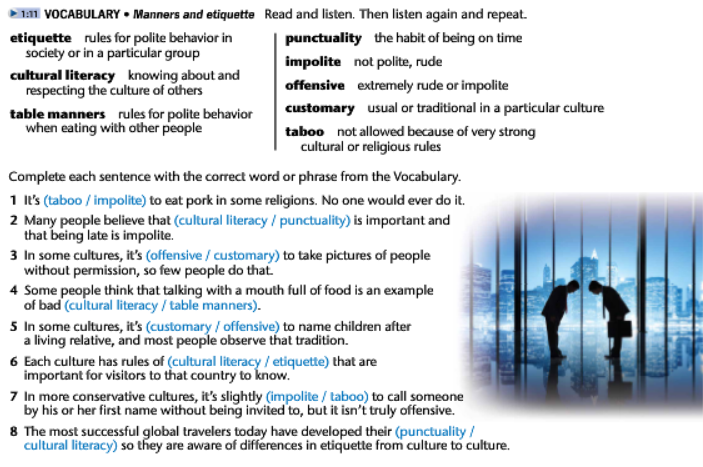 ▶ 1:11 VOCABULARY • Manners and etiquette Read and listen. Then listen again and repeat.
etiquette rules for polite behavior in
society or in a particular group
cultural literacy knowing about and
respecting the culture of others
table manners rules for polite behavior
when eating with other people
punctuality the habit of being on time
impolite not polite, rude
offensive extremely rude or impolite
customary usual or traditional in a particular culture
taboo not allowed because of very strong
cultural or religious rules
Complete each sentence with the correct word or phrase from the Vocabulary.
1 It's (taboo / impolite) to eat pork in some religions. No one would ever do it.
2 Many people believe that (cultural literacy / punctuality) is important and
that being late is impolite.
3 In some cultures, it's (offensive / customary) to take pictures of people
without permission, so few people do that.
4 Some people think that talking with a mouth full of food is an example
of bad (cultural literacy / table manners).
5 In some cultures, it's (customary / offensive) to name children after
a living relative, and most people observe that tradition.
6 Each culture has rules of (cultural literacy / etiquette) that are
important for visitors to that country to know.
7 In more conservative cultures, it's slightly (impolite / taboo) to call someone
by his or her first name without being invited to, but it isn't truly offensive.
8 The most successful global travelers today have developed their (punctuality /
cultural literacy) so they are aware of differences in etiquette from culture to culture.